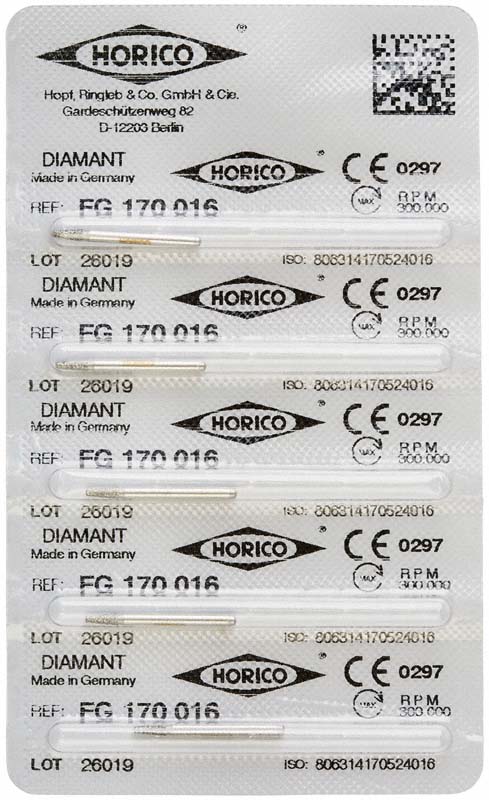 HORICO ®
Hopf, Ringleb & Co. GmbH & Cie.
Gardeschützenweg 82
D-12203 Berlin
DIAMANT HORICO ® CE 0297
Made in Germany
REF: FG 170 016 MAX RPM 300.000
LOT 26019 ISO: 806314170524016
DIAMANT HORICO ® CE 0297
Made in Germany
REF: FG 170 016 MAX RPM 300.000
LOT 26019 ISO: 806314170524016
DIAMANT HORICO ® CE 0297
Made in Germany
REF: FG 170 016 MAX RPM 300.000
LOT 26019 ISO: 806314170524016
DIAMANT HORICO ® CE 0297
Made in Germany
REF: FG 170 016 MAX RPM 300.000
LOT 26019 ISO: 806314170524016
DIAMANT HORICO ® CE 0297
Made in Germany
REF: FG 170 016 MAX RPM 300.000
LOT 26019 ISO: 806314170524016